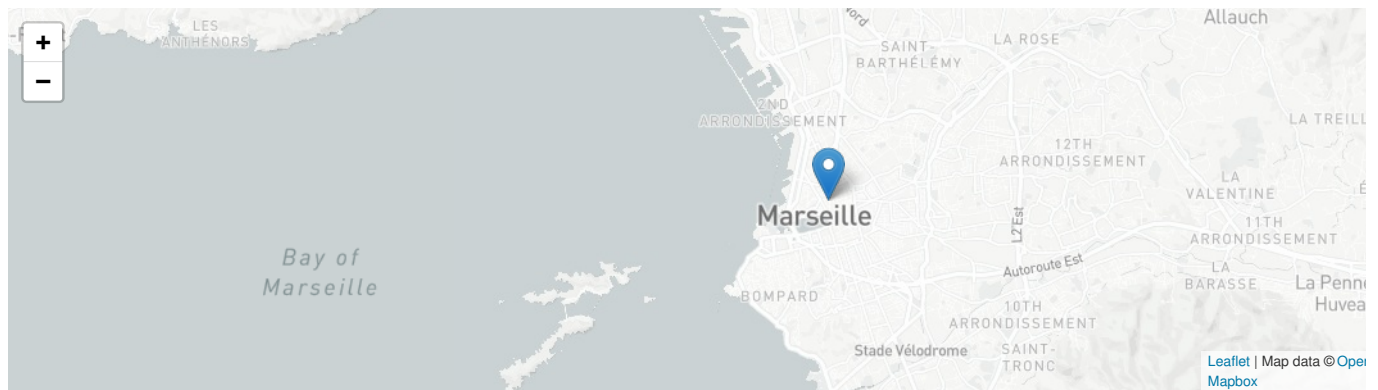 LES
ANTHÉNORS
+
−
Nord
Allauch
LA ROSE
SAINT-
BARTHÉLÉMY
2ND
ARRONDISSEMENT
LA TREILL
12TH
ARRONDISSEMENT
LA
VALENTINE
Marseille
L2 Est
11TH
ARRONDISSEMENT
Bay of
Marseille
Autoroute Est
LA
BARASSE
La Penne
Huvea
BOMPARD
10TH
ARRONDISSEMENT
Stade Vélodrome
SAINT-
TRONC
Leaflet | Map data © Oper
Mapbox